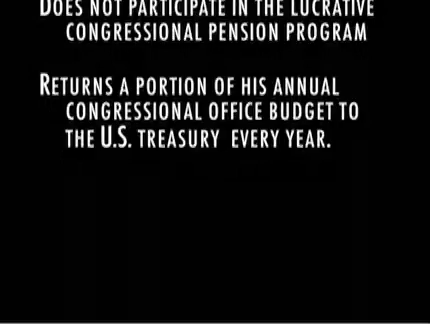 DOES NOT PARTICIPATE IN THE LUCRATIVE
CONGRESSIONAL PENSION PROGRAM
RETURNS A PORTION OF HIS ANNUAL
CONGRESSIONAL OFFICE BUDGET TO
THE U.S. TREASURY EVERY YEAR.